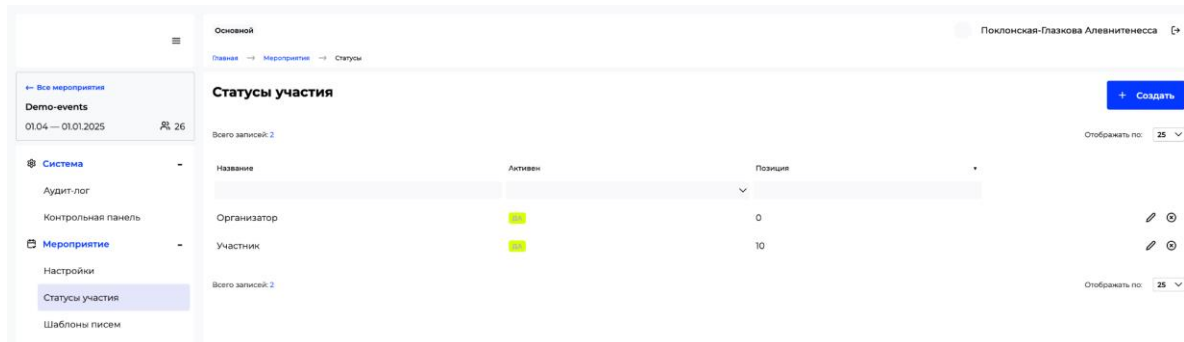 Основной
Поклонская-Глазкова Алевнитенесса
Главная → Мероприятие → Статусы
← Все мероприятия
Demo-events
01.04 — 01.01.2025 26
Система –
Аудит-лог
Контрольная панель
Мероприятие –
Настройки
Статусы участия
Шаблоны писем
Статусы участия
+ Создать
Всего записей: 2
Отображать по: 25
Название Активен Позиция
Организатор 0
Участник 10
Всего записей: 2
Отображать по: 25